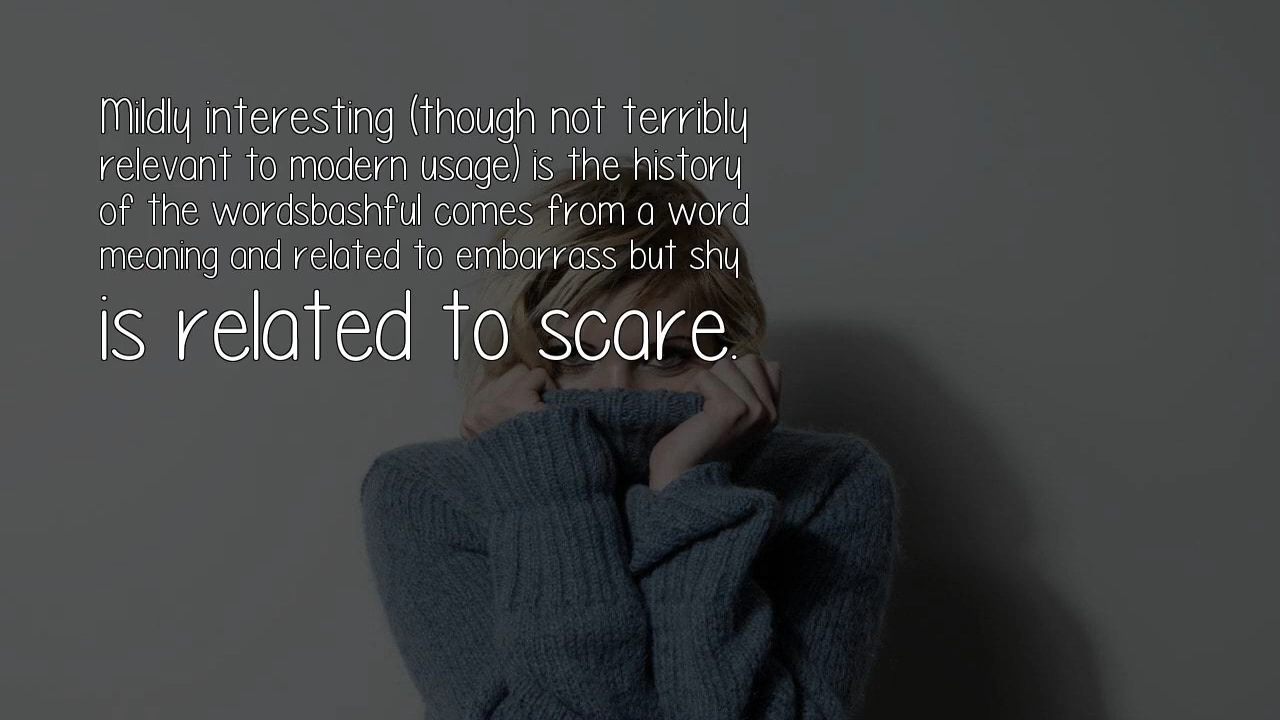 Mildly interesting (though not terribly
relevant to modern usage) is the history
of the wordsbashful comes from a word
meaning and related to embarrass but shy
is related to scare.